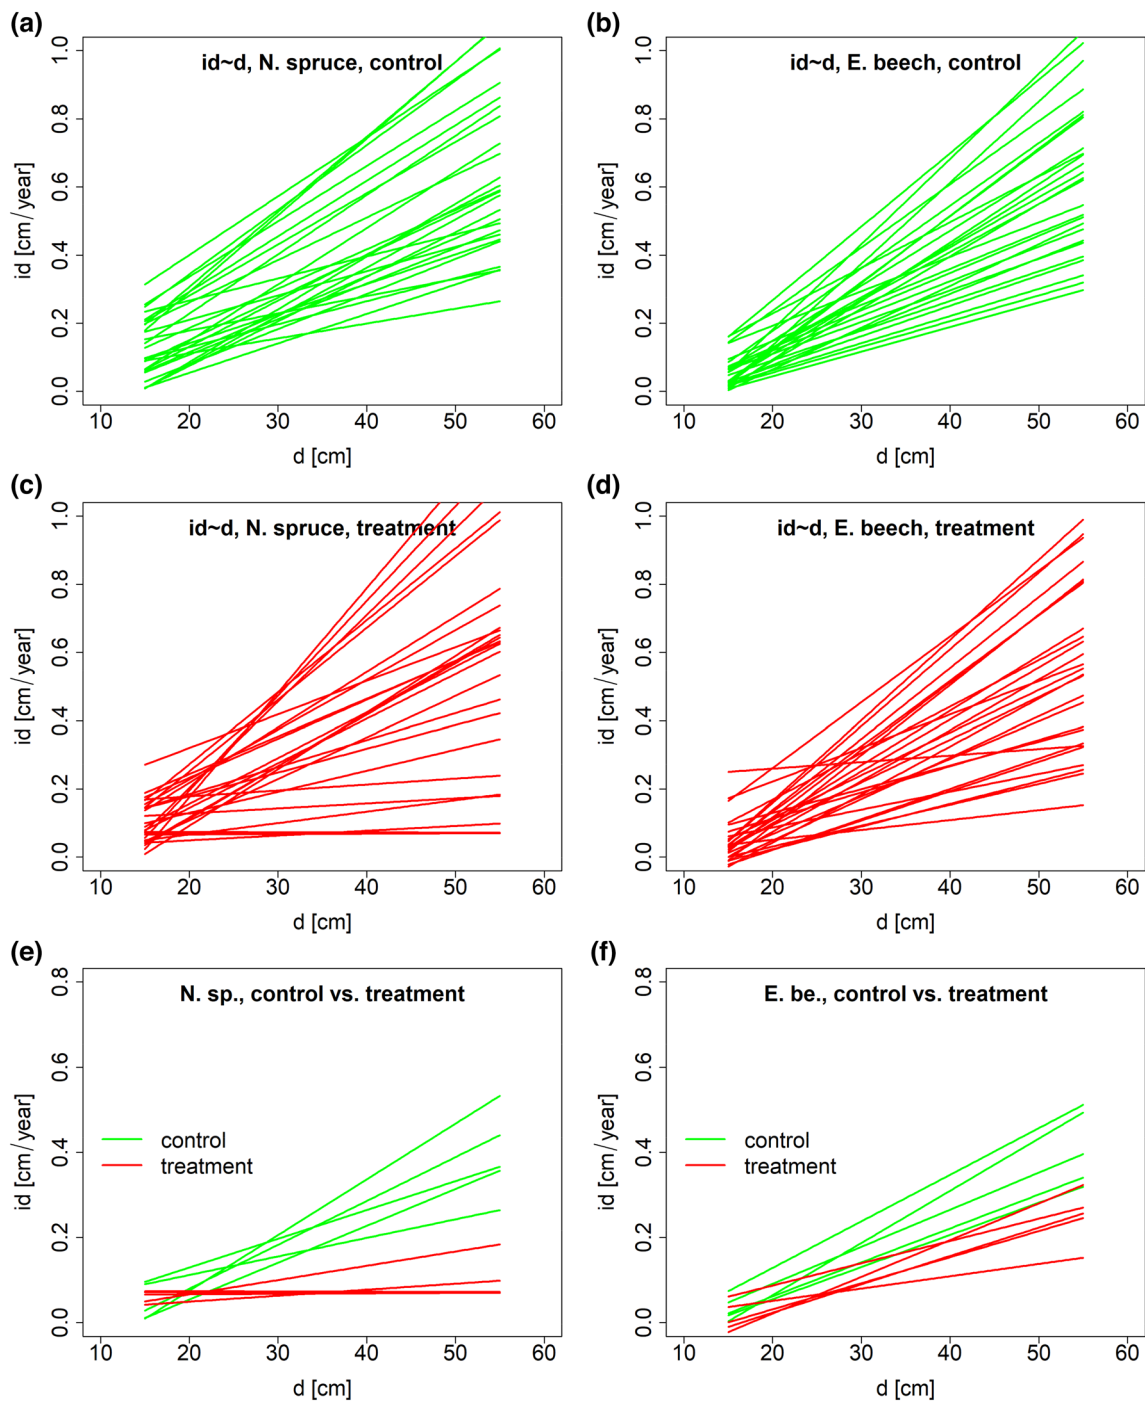 (a)
id~d, N. spruce, control
id [cm/year]
0.0 0.2 0.4 0.6 0.8 1.0
10 20 30 40 50 60
d [cm]
(b)
id~d, E. beech, control
id [cm/year]
0.0 0.2 0.4 0.6 0.8 1.0
10 20 30 40 50 60
d [cm]
(c)
id~d, N. spruce, treatment
id [cm/year]
0.0 0.2 0.4 0.6 0.8 1.0
10 20 30 40 50 60
d [cm]
(d)
id~d, E. beech, treatment
id [cm/year]
0.0 0.2 0.4 0.6 0.8 1.0
10 20 30 40 50 60
d [cm]
(e)
N. sp., control vs. treatment
id [cm/year]
0.0 0.2 0.4 0.6 0.8
control
treatment
10 20 30 40 50 60
d [cm]
(f)
E. be., control vs. treatment
id [cm/year]
0.0 0.2 0.4 0.6 0.8
control
treatment
10 20 30 40 50 60
d [cm]